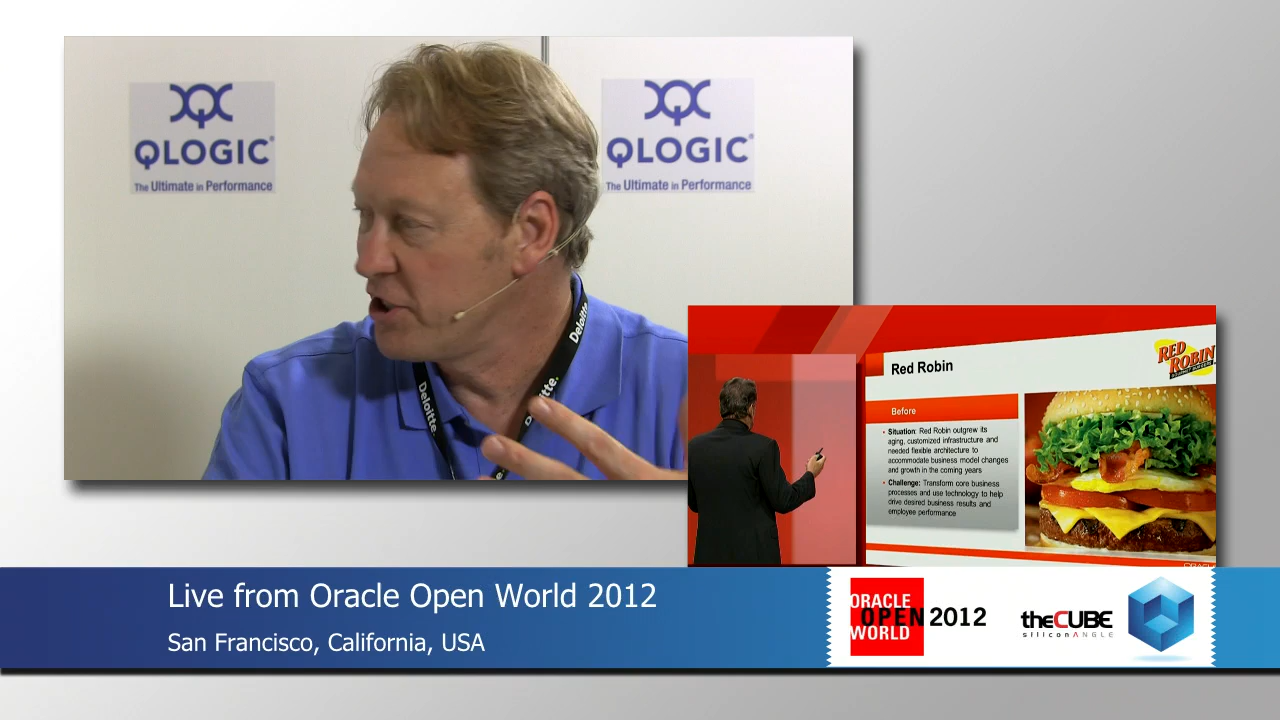 QLOGIC®
The Ultimate in Performance
QLOGIC®
The Ultimate in Performance
Deloitte.
Deloitte.
Deloitte.
Red Robin
RED
ROBIN
Before
• Situation: Red Robin outgrew its
aging, customized infrastructure and
needed flexible architecture to
accommodate business model changes
and growth in the coming years
• Challenge: Transform core business
processes and use technology to help
drive desired business results and
employee performance
Live from Oracle Open World 2012
San Francisco, California, USA
ORACLE
OPEN 2012
WORLD
theCUBE
siliconANGLE